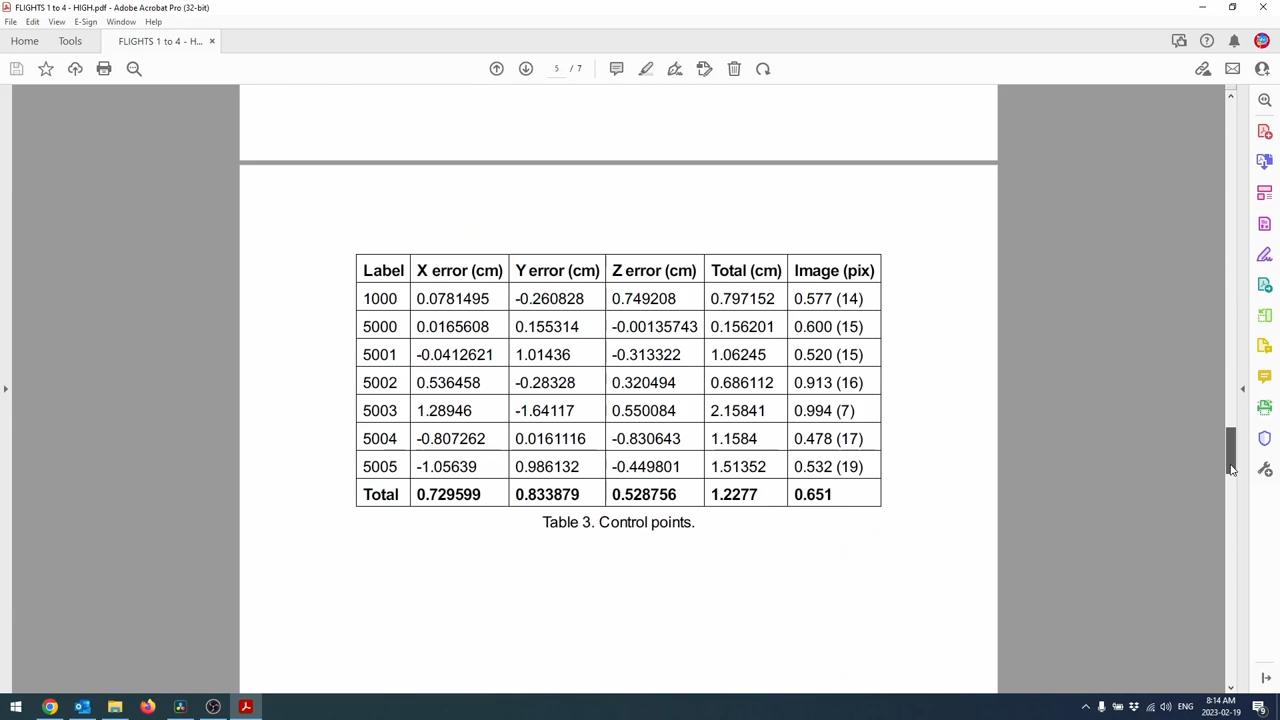 FLIGHTS 1 to 4 - HIGH.pdf - Adobe Acrobat Pro (32-bit)
File Edit View E-Sign Window Help
Home Tools FLIGHTS 1 to 4 - H... ×
5 / 7
Label X error (cm) Y error (cm) Z error (cm) Total (cm) Image (pix)
1000 0.0781495 -0.260828 0.749208 0.797152 0.577 (14)
5000 0.0165608 0.155314 -0.00135743 0.156201 0.600 (15)
5001 -0.0412621 1.01436 -0.313322 1.06245 0.520 (15)
5002 0.536458 -0.28328 0.320494 0.686112 0.913 (16)
5003 1.28946 -1.64117 0.550084 2.15841 0.994 (7)
5004 -0.807262 0.0161116 -0.830643 1.1584 0.478 (17)
5005 -1.05639 0.986132 -0.449801 1.51352 0.532 (19)
Total 0.729599 0.833879 0.528756 1.2277 0.651
Table 3. Control points.
ENG
8:14 AM
2023-02-19